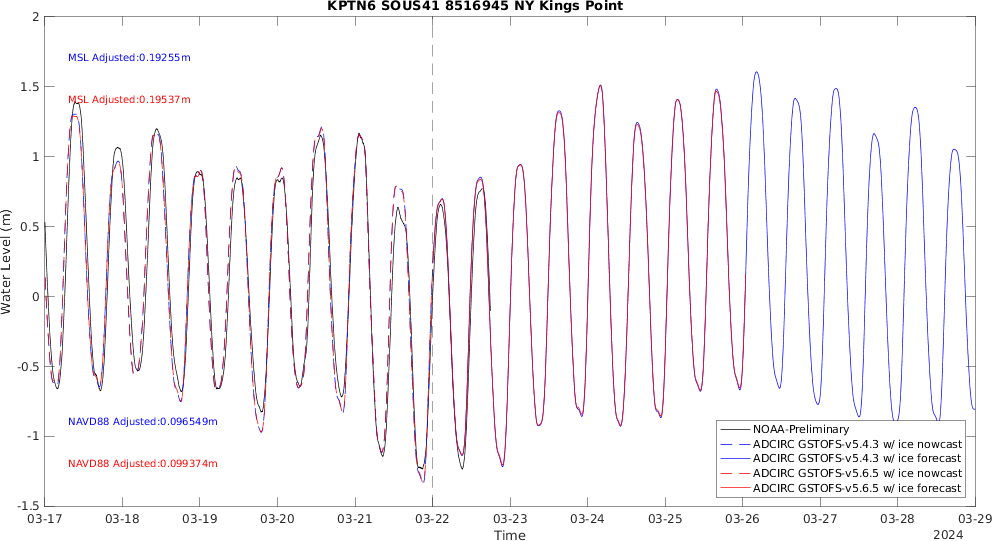 KPTN6 SOUS41 8516945 NY Kings Point
2
1.5
1
0.5
0
-0.5
-1
-1.5
Water Level (m)
MSL Adjusted:0.19255m
MSL Adjusted:0.19537m
NAVD88 Adjusted:0.096549m
NAVD88 Adjusted:0.099374m
NOAA-Preliminary
ADCIRC GSTOFS-v5.4.3 w/ ice nowcast
ADCIRC GSTOFS-v5.4.3 w/ ice forecast
ADCIRC GSTOFS-v5.6.5 w/ ice nowcast
ADCIRC GSTOFS-v5.6.5 w/ ice forecast
03-17 03-18 03-19 03-20 03-21 03-22 03-23 03-24 03-25 03-26 03-27 03-28 03-29
Time
2024